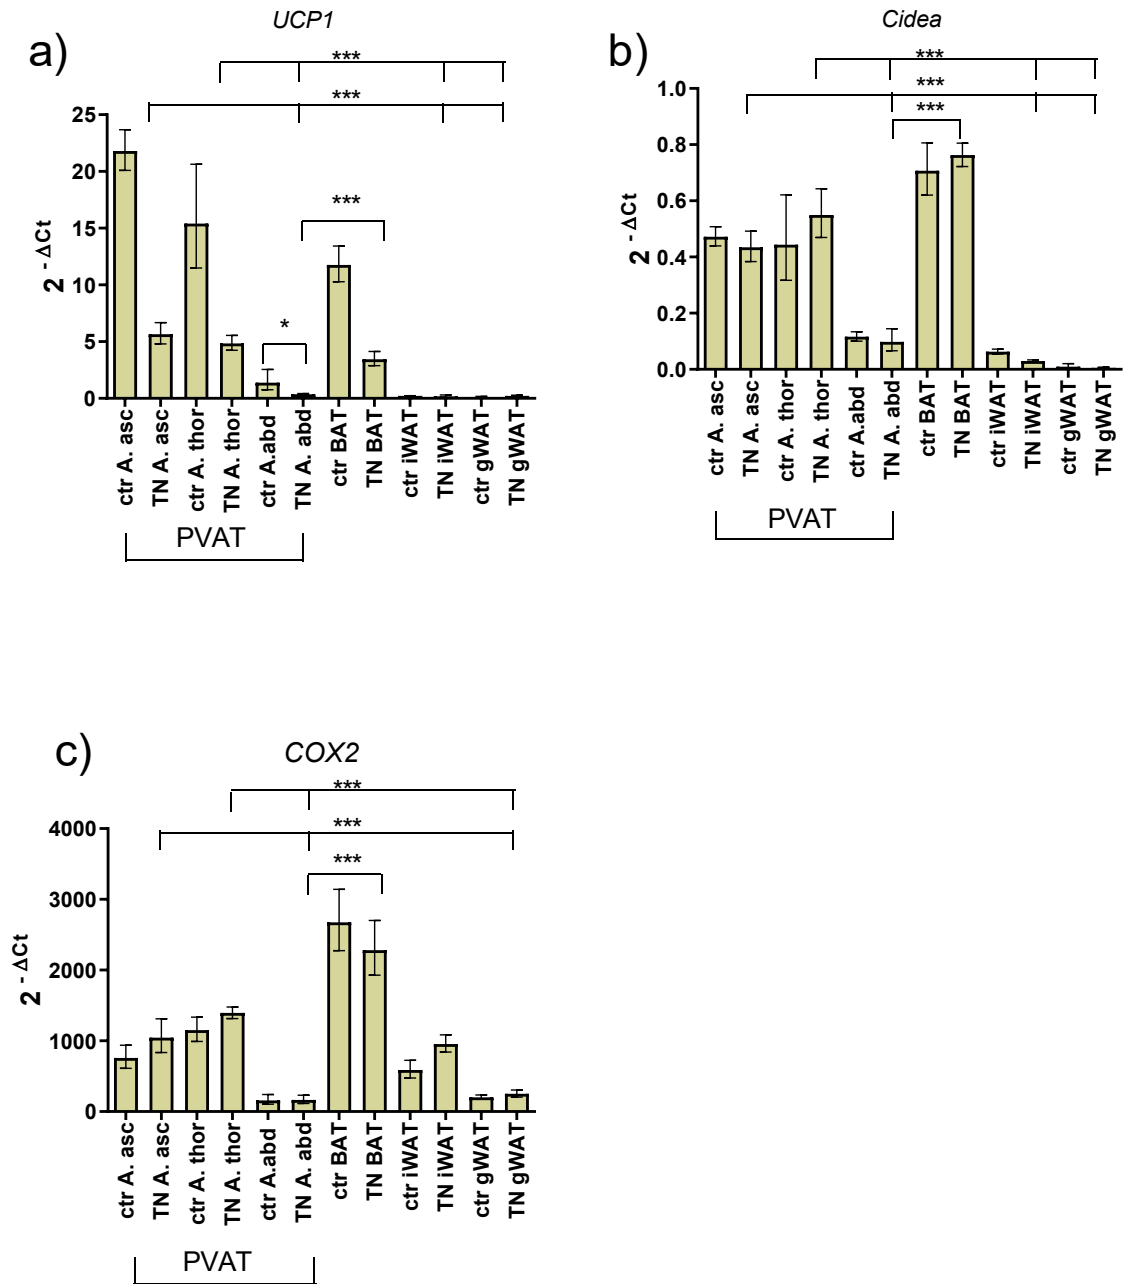 UCP1
a)
***
***
***
*
25
20
15
10
5
0
2 - ΔCt
ctr A. asc
TN A. asc
ctr A. thor
TN A. thor
ctr A.abd
TN A. abd
ctr BAT
TN BAT
ctr iWAT
TN iWAT
ctr gWAT
TN gWAT
PVAT
Cidea
b)
***
***
***
1.0
0.8
0.6
0.4
0.2
0.0
2 - ΔCt
ctr A. asc
TN A. asc
ctr A. thor
TN A. thor
ctr A.abd
TN A. abd
ctr BAT
TN BAT
ctr iWAT
TN iWAT
ctr gWAT
TN gWAT
PVAT
c)
COX2
***
***
***
4000
3000
2000
1000
0
2 - ΔCt
ctr A. asc
TN A. asc
ctr A. thor
TN A. thor
ctr A.abd
TN A. abd
ctr BAT
TN BAT
ctr iWAT
TN iWAT
ctr gWAT
TN gWAT
PVAT